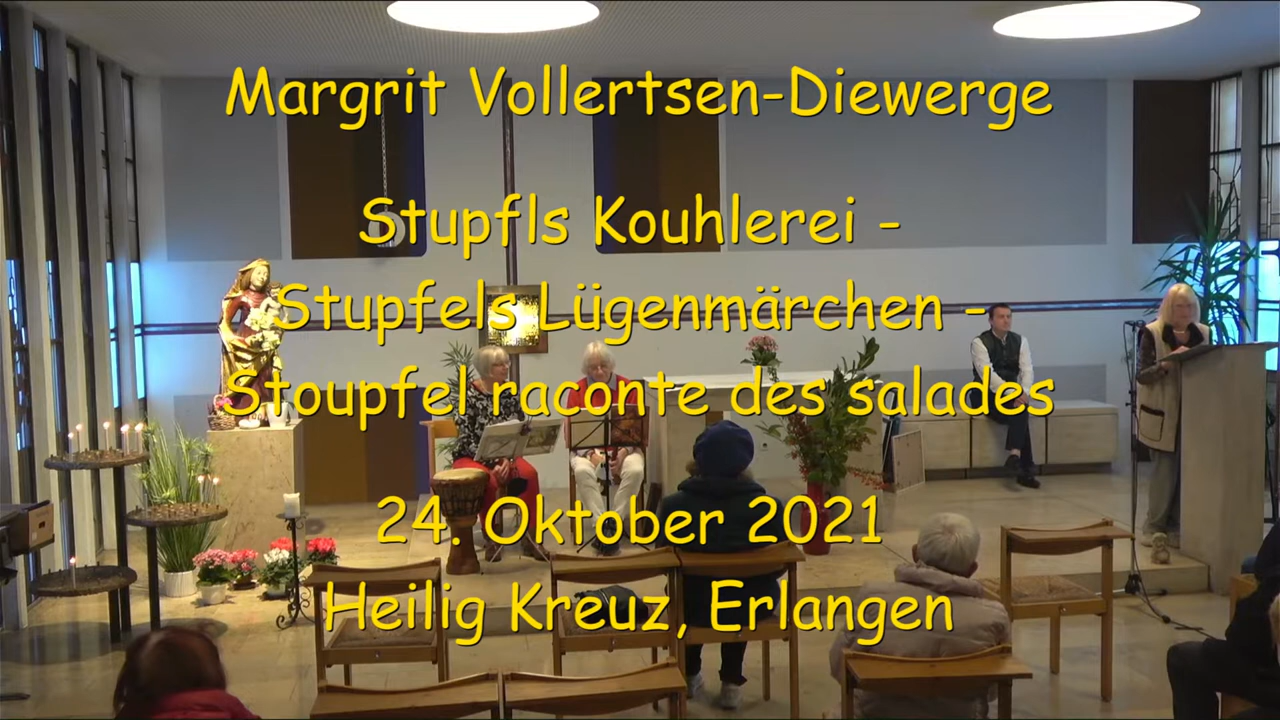 Margrit Vollertsen-Diewerge
Stupfls Kouhlerei -
Stupfels Lügenmärchen -
Stoupfel raconte des salades
24. Oktober 2021
Heilig Kreuz, Erlangen